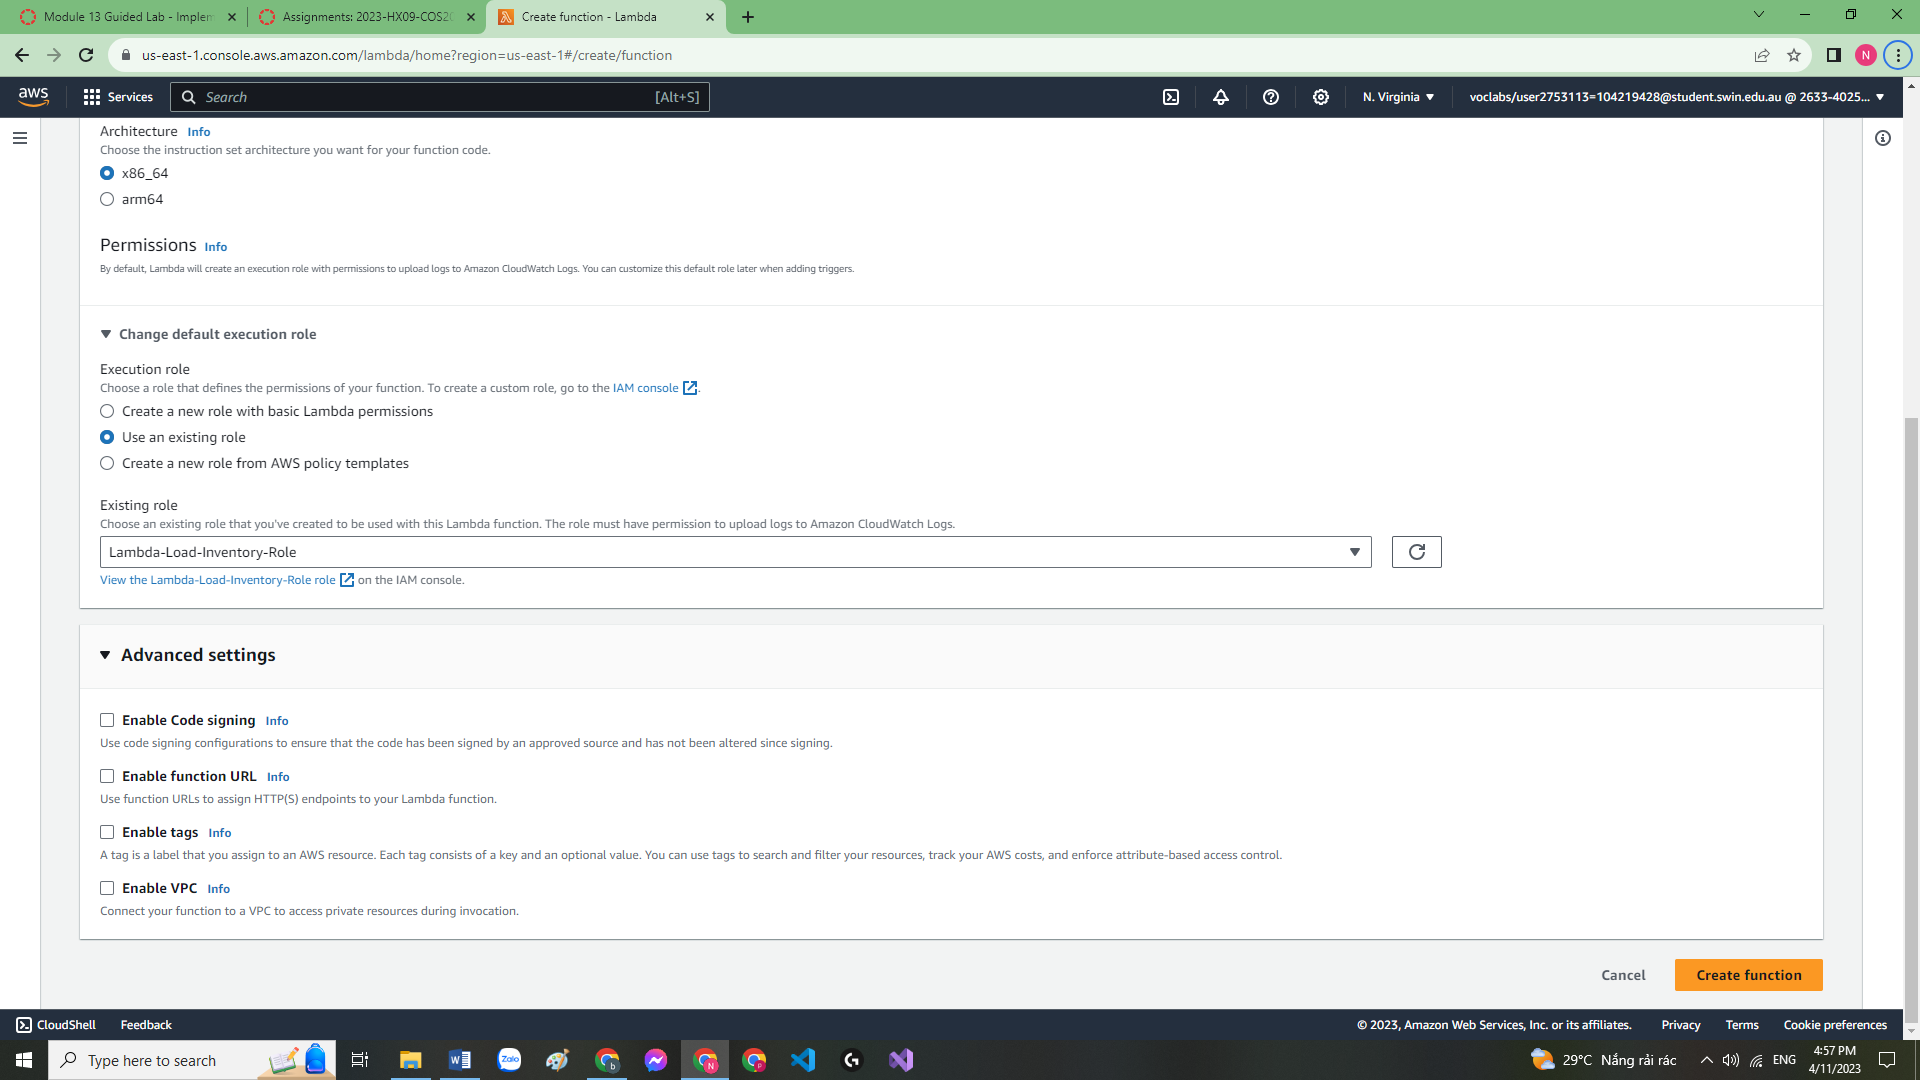 Module 13 Guided Lab - Implem
Assignments: 2023-HX09-COS20
Create function - Lambda
us-east-1.console.aws.amazon.com/lambda/home?region=us-east-1#/create/function
N
aws
Services
Search
[Alt+S]
N. Virginia
voclabs/user2753113=104219428@student.swin.edu.au @ 2633-4025...
Architecture Info
Choose the instruction set architecture you want for your function code.
x86_64
arm64
Permissions Info
By default, Lambda will create an execution role with permissions to upload logs to Amazon CloudWatch Logs. You can customize this default role later when adding triggers.
Change default execution role
Execution role
Choose a role that defines the permissions of your function. To create a custom role, go to the IAM console.
Create a new role with basic Lambda permissions
Use an existing role
Create a new role from AWS policy templates
Existing role
Choose an existing role that you've created to be used with this Lambda function. The role must have permission to upload logs to Amazon CloudWatch Logs.
Lambda-Load-Inventory-Role
View the Lambda-Load-Inventory-Role role on the IAM console.
Advanced settings
Enable Code signing Info
Use code signing configurations to ensure that the code has been signed by an approved source and has not been altered since signing.
Enable function URL Info
Use function URLs to assign HTTP(S) endpoints to your Lambda function.
Enable tags Info
A tag is a label that you assign to an AWS resource. Each tag consists of a key and an optional value. You can use tags to search and filter your resources, track your AWS costs, and enforce attribute-based access control.
Enable VPC Info
Connect your function to a VPC to access private resources during invocation.
Cancel
Create function
CloudShell
Feedback
© 2023, Amazon Web Services, Inc. or its affiliates.
Privacy
Terms
Cookie preferences
Type here to search
Zalo
29°C Nắng rải rác
ENG
4:57 PM
4/11/2023